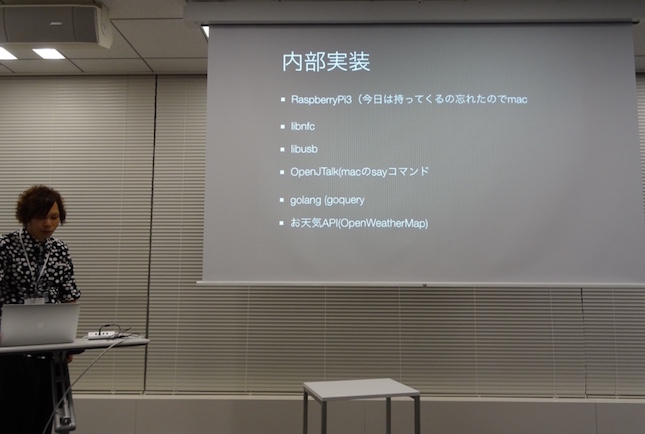 内部実装
RaspberryPi3（今日は持ってくるの忘れたのでmac
libnfc
libusb
OpenJTalk(macのsayコマンド
golang (goquery
お天気API(OpenWeatherMap)